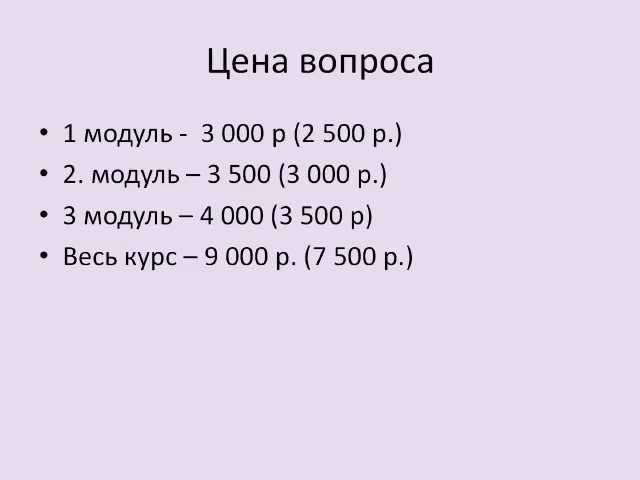 Цена вопроса
• 1 модуль -  3 000 р (2 500 р.)
• 2. модуль – 3 500 (3 000 р.)
• 3 модуль – 4 000 (3 500 р)
• Весь курс – 9 000 р. (7 500 р.)